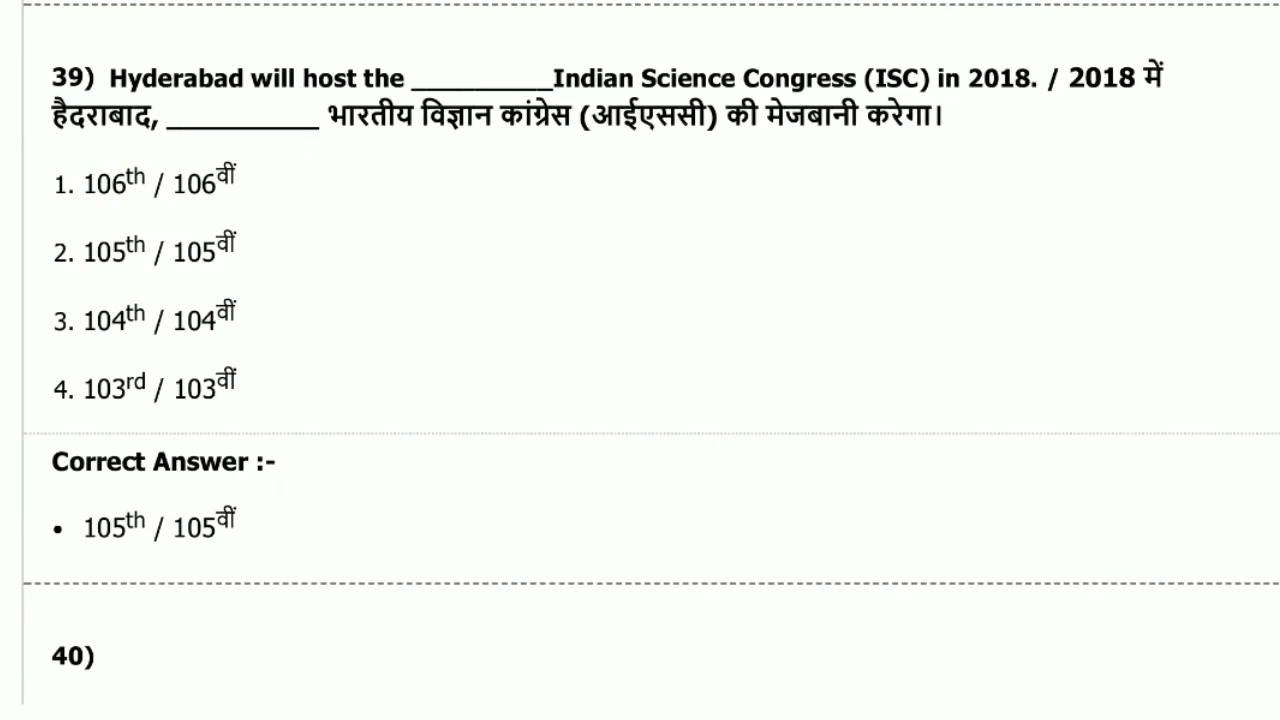 39) Hyderabad will host the __________Indian Science Congress (ISC) in 2018. / 2018 में
हैदराबाद, ___________ भारतीय विज्ञान कांग्रेस (आईएससी) की मेजबानी करेगा।
1. 106th / 106वीं
2. 105th / 105वीं
3. 104th / 104वीं
4. 103rd / 103वीं
Correct Answer :-
• 105th / 105वीं
40)